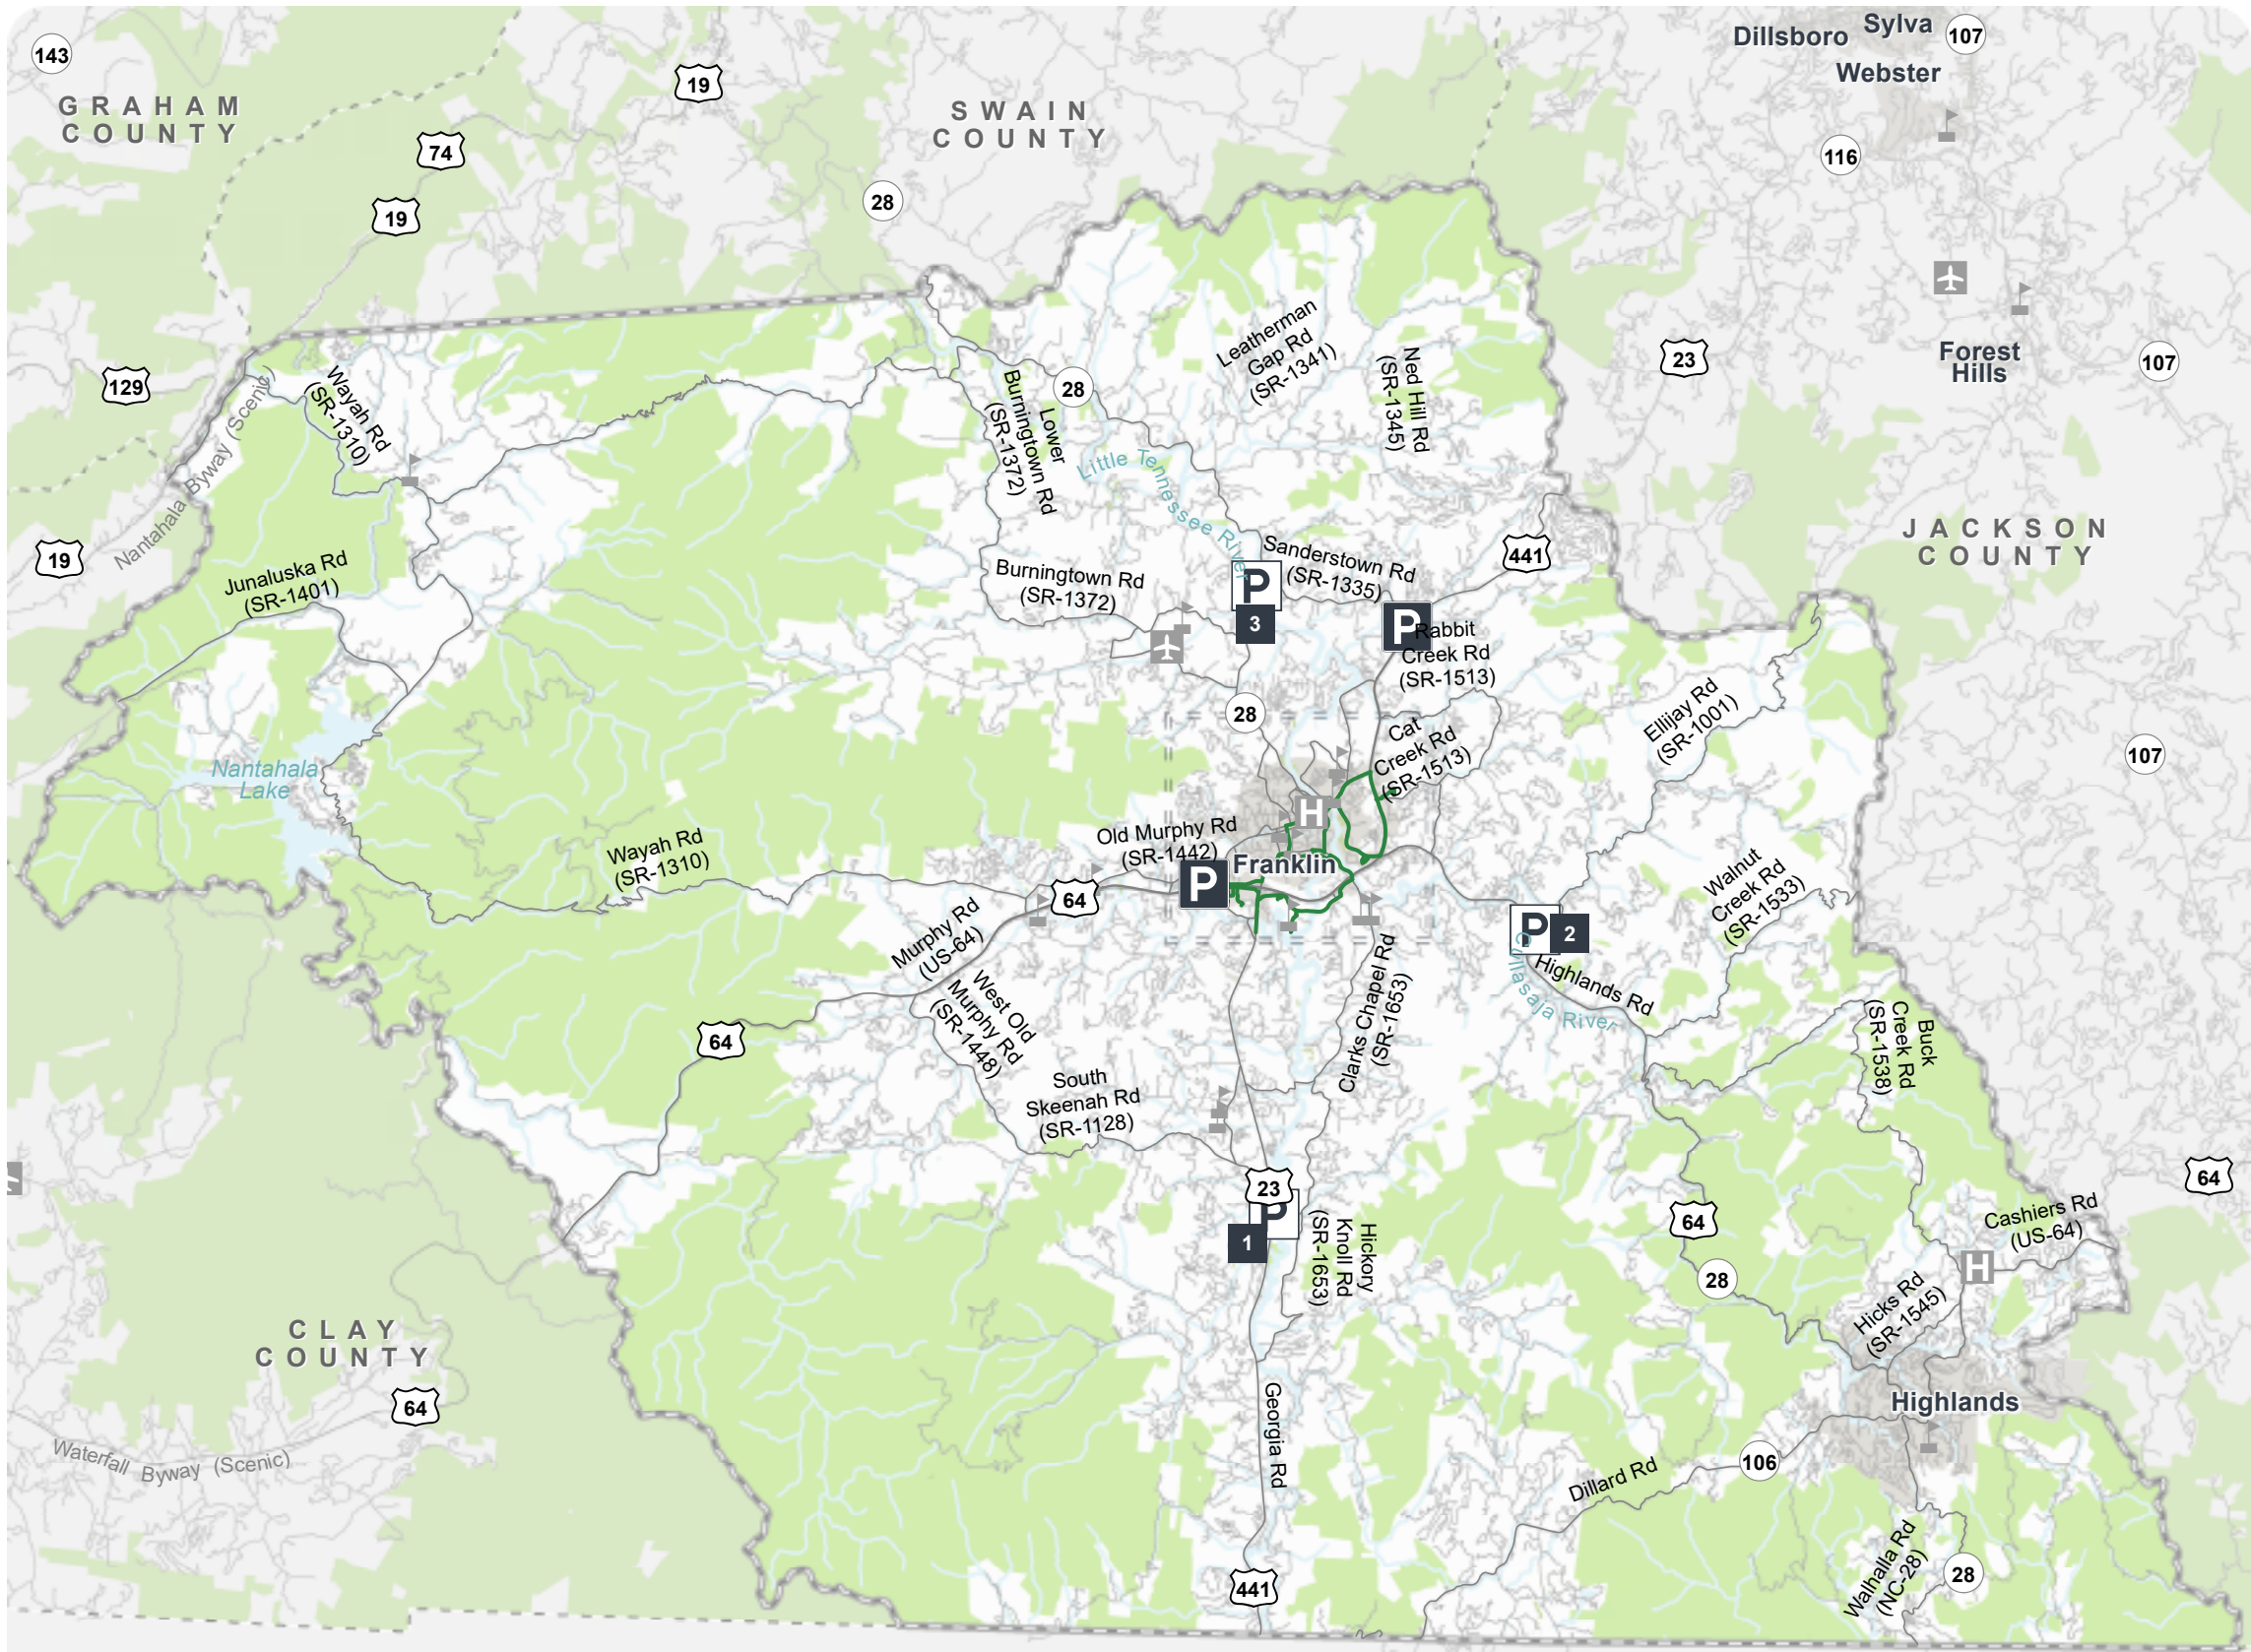 Sylva
107
Dillsboro
Webster
143
19
GRAHAM
COUNTY
SWAIN
COUNTY
74
116
28
19
Leatherman
Gap Rd
(SR-1341)
Ned Hill Rd
(SR-1345)
23
Forest
Hills
107
129
Wayah Rd
(SR-1310)
28
Lower
Burningtown Rd
(SR-1372)
Little Tennessee River
Nantahala Byway (Scenic)
19
JACKSON
COUNTY
441
Sanderstown Rd
(SR-1335)
Junaluska Rd
(SR-1401)
Burningtown Rd
(SR-1372)
P
3
P
Rabbit
Creek Rd
(SR-1513)
28
Ellijay Rd
(SR-1001)
Cat
Creek Rd
(SR-1513)
107
Nantahala
Lake
H
Old Murphy Rd
(SR-1442)
Wayah Rd
(SR-1310)
Franklin
P
64
Walnut
Creek Rd
(SR-1533)
Murphy Rd
(US-64)
P
2
Highlands Rd
Cullasaja River
West Old
Murphy Rd
(SR-1448)
Clarks Chapel Rd
(SR-1653)
64
Buck
Creek Rd
(SR-1538)
South
Skeenah Rd
(SR-1128)
23
P
1
Hickory
Knoll Rd
(SR-1653)
64
64
Cashiers Rd
(US-64)
28
H
Hicks Rd
(SR-1545)
CLAY
COUNTY
64
Highlands
Georgia Rd
Waterfall Byway (Scenic)
106
Dillard Rd
Walhalla Rd
(NC-28)
28
441